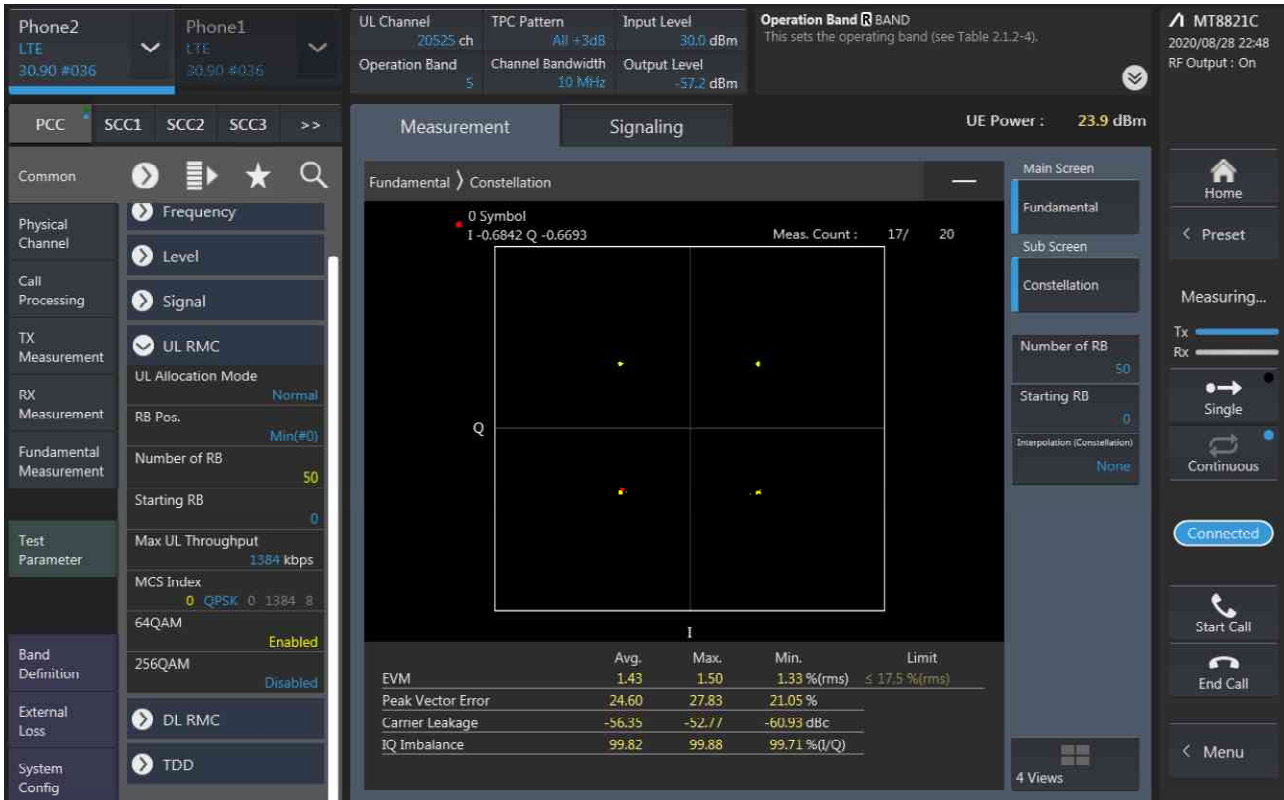 Phone2
LTE
30.90 #036
Phone1
LTE
30.90 #036
UL Channel
20525 ch
TPC Pattern
All +3dB
Input Level
30.0 dBm
Operation Band
5
Channel Bandwidth
10 MHz
Output Level
-57.2 dBm
Operation Band R BAND
This sets the operating band (see Table 2.1.2-4).
MT8821C
2020/08/28 22:48
RF Output : On
PCC SCC1 SCC2 SCC3 >>
Measurement
Signaling
UE Power : 23.9 dBm
Common
Physical
Channel
Call
Processing
TX
Measurement
RX
Measurement
Fundamental
Measurement
Test
Parameter
Band
Definition
External
Loss
System
Config
Frequency
Level
Signal
UL RMC
UL Allocation Mode
Normal
RB Pos.
Min(#0)
Number of RB
50
Starting RB
0
Max UL Throughput
1384 kbps
MCS Index
0 QPSK 0 1384 8
64QAM
Enabled
256QAM
Disabled
DL RMC
TDD
Fundamental ⟩ Constellation
0 Symbol
I -0.6842 Q -0.6693
Meas. Count : 17/ 20
Q
I
Avg. Max. Min. Limit
EVM 1.43 1.50 1.33 %(rms) ≤ 17.5 %(rms)
Peak Vector Error 24.60 27.83 21.05 %
Carrier Leakage -56.35 -52.77 -60.93 dBc
IQ Imbalance 99.82 99.88 99.71 %(I/Q)
Main Screen
Fundamental
Sub Screen
Constellation
Number of RB
50
Starting RB
0
Interpolation (Constellation)
None
4 Views
Home
< Preset
Measuring...
Tx
Rx
Single
Continuous
Connected
Start Call
End Call
< Menu